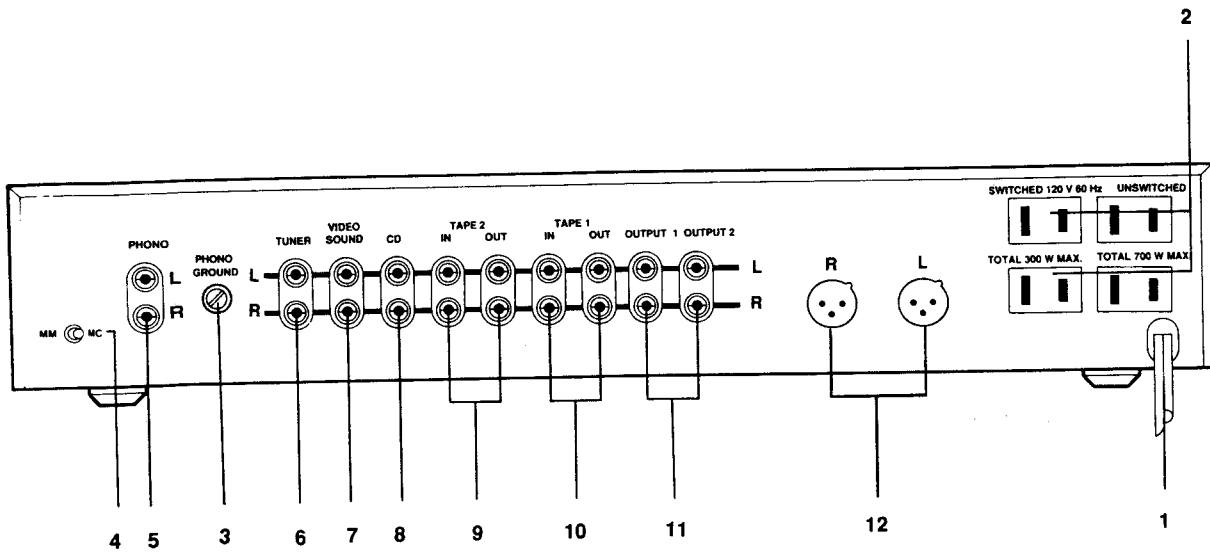 2
SWITCHED 120 V 60 Hz UNSWITCHED
TOTAL 300 W MAX. TOTAL 700 W MAX.
PHONO
L
R
PHONO
GROUND
MM MC
TUNER
VIDEO
SOUND
CD
TAPE 2
IN OUT
TAPE 1
IN OUT
OUTPUT 1 OUTPUT 2
L L
R R
R L
4 5 3 6 7 8 9 10 11 12 1